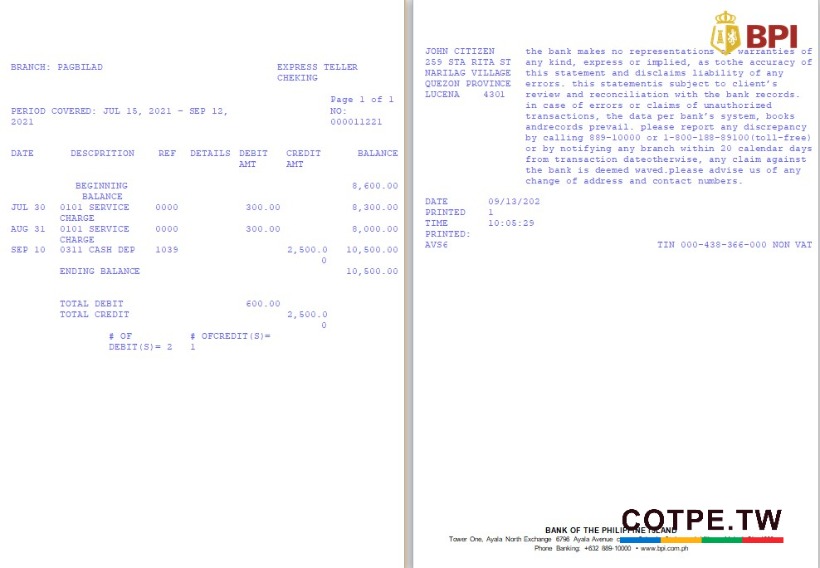 BRANCH: PAGBILAD EXPRESS TELLER
CHEKING
Page 1 of 1
PERIOD COVERED: JUL 15, 2021 – SEP 12, NO:
2021 000011221
DATE DESCPRITION REF DETAILS DEBIT CREDIT BALANCE
AMT AMT
BEGINNING 8,600.00
BALANCE
JUL 30 0101 SERVICE 0000 300.00 8,300.00
CHARGE
AUG 31 0101 SERVICE 0000 300.00 8,000.00
CHARGE
SEP 10 0311 CASH DEP 1039 2,500.0 10,500.00
0
ENDING BALANCE 10,500.00
TOTAL DEBIT 600.00
TOTAL CREDIT 2,500.0
0
# OF # OFCREDIT(S)=
DEBIT(S)= 2 1
BPI
JOHN CITIZEN
259 STA RITA ST
NARILAG VILLAGE
QUEZON PROVINCE
LUCENA 4301
the bank makes no representations warranties of
any kind, express or implied, as tothe accuracy of
this statement and disclaims liability of any
errors. this statementis subject to client's
review and reconciliation with the bank records.
in case of errors or claims of unauthorized
transactions, the data per bank's system, books
andrecords prevail. please report any discrepancy
by calling 889-10000 or 1-800-188-89100(toll-free)
or by notifying any branch within 20 calendar days
from transaction dateotherwise, any claim against
the bank is deemed waved.please advise us of any
change of address and contact numbers.
DATE 09/13/202
PRINTED 1
TIME 10:05:29
PRINTED:
AVS6 TIN 000-438-366-000 NON VAT
BANK OF THE PHILIPPINE ISLAND
COTPE.TW
Tower One, Ayala North Exchange 6796 Ayala Avenue
Phone Banking: +632 889-10000 • www.bpi.com.ph